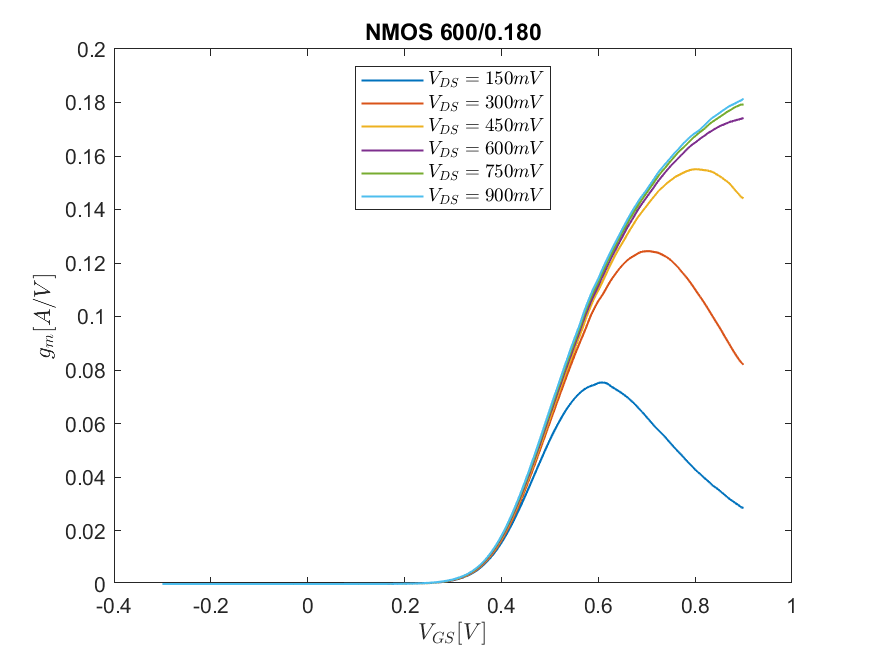 NMOS 600/0.180
0.2
0.18
0.16
0.14
0.12
0.1
0.08
0.06
0.04
0.02
0
g_m[A/V]
V_DS = 150mV
V_DS = 300mV
V_DS = 450mV
V_DS = 600mV
V_DS = 750mV
V_DS = 900mV
-0.4 -0.2 0 0.2 0.4 0.6 0.8 1
V_GS[V]